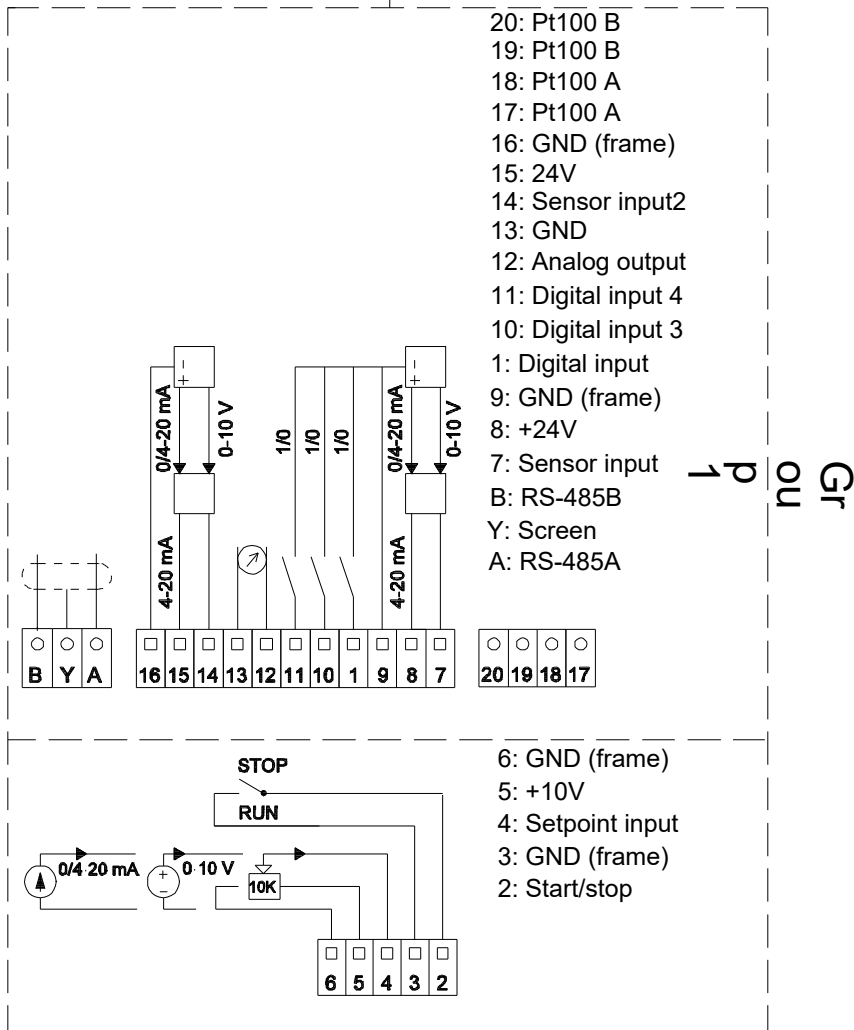 20: Pt100 B
19: Pt100 B
18: Pt100 A
17: Pt100 A
16: GND (frame)
15: 24V
14: Sensor input2
13: GND
12: Analog output
11: Digital input 4
10: Digital input 3
1: Digital input
9: GND (frame)
8: +24V
7: Sensor input
B: RS-485B
Y: Screen
A: RS-485A
Gr
ou
p
1
- +
0/4-20 mA
0-10 V
4-20 mA
1/0
1/0
1/0
- +
0/4-20 mA
0-10 V
4-20 mA
B Y A
16 15 14 13 12 11 10 1 9 8 7
20 19 18 17
6: GND (frame)
5: +10V
4: Setpoint input
3: GND (frame)
2: Start/stop
STOP
RUN
0/4-20 mA
+ -
0-10 V
10K
6 5 4 3 2